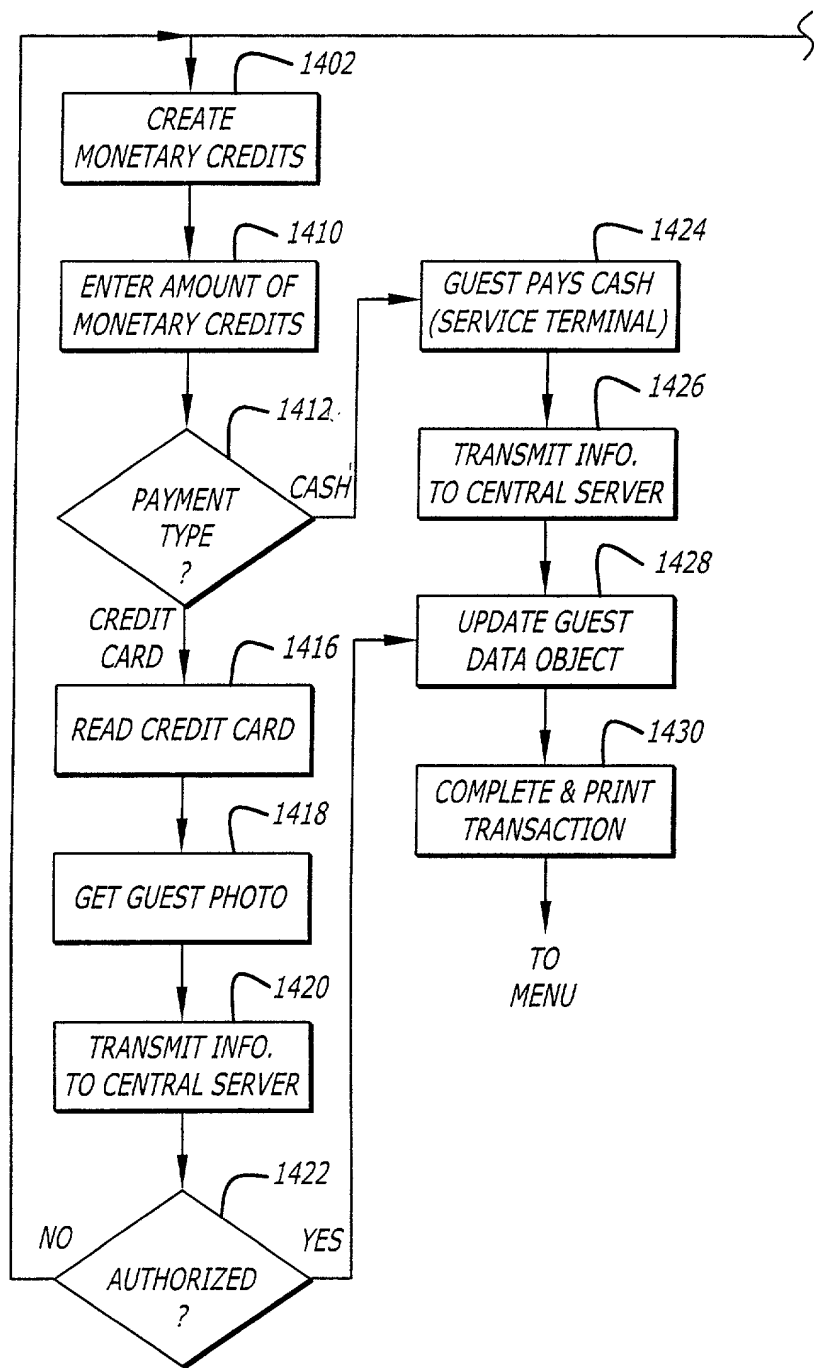 1402
CREATE
MONETARY CREDITS
1410
ENTER AMOUNT OF
MONETARY CREDITS
1412
PAYMENT
TYPE
?
CASH
CREDIT
CARD
1416
READ CREDIT CARD
1418
GET GUEST PHOTO
1420
TRANSMIT INFO.
TO CENTRAL SERVER
1422
AUTHORIZED
?
NO
YES
1424
GUEST PAYS CASH
(SERVICE TERMINAL)
1426
TRANSMIT INFO.
TO CENTRAL SERVER
1428
UPDATE GUEST
DATA OBJECT
1430
COMPLETE & PRINT
TRANSACTION
TO
MENU